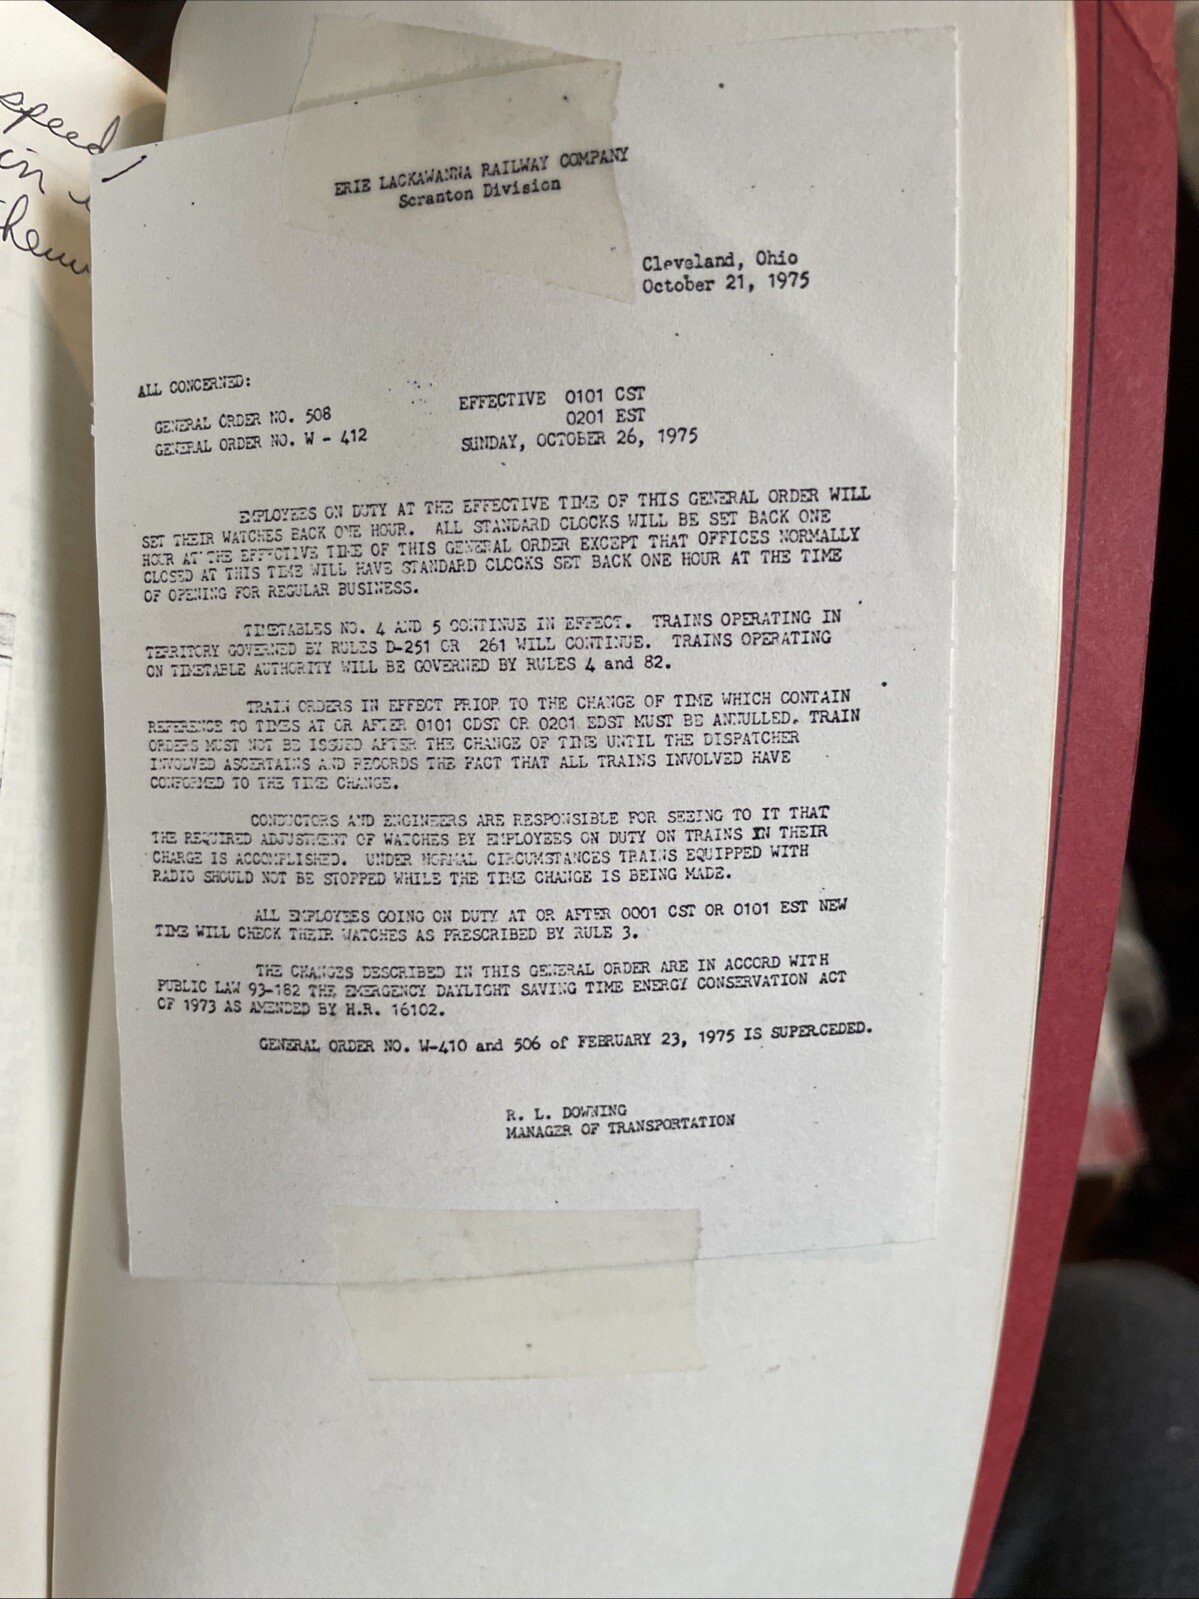 speed
in
them
ERIE LACKAWANNA RAILWAY COMPANY
Scranton Division
Cleveland, Ohio
October 21, 1975
ALL CONCERNED:
GENERAL ORDER NO. 508
GENERAL ORDER NO. W - 412
EFFECTIVE 0101 CST
0201 EST
SUNDAY, OCTOBER 26, 1975
EMPLOYEES ON DUTY AT THE EFFECTIVE TIME OF THIS GENERAL ORDER WILL
SET THEIR WATCHES BACK ONE HOUR. ALL STANDARD CLOCKS WILL BE SET BACK ONE
HOUR AT THE EFFECTIVE TIME OF THIS GENERAL ORDER EXCEPT THAT OFFICES NORMALLY
CLOSED AT THIS TIME WILL HAVE STANDARD CLOCKS SET BACK ONE HOUR AT THE TIME
OF OPENING FOR REGULAR BUSINESS.
TIMETABLES NO. 4 AND 5 CONTINUE IN EFFECT. TRAINS OPERATING IN
TERRITORY GOVERNED BY RULES D-251 OR 261 WILL CONTINUE. TRAINS OPERATING
ON TIMETABLE AUTHORITY WILL BE GOVERNED BY RULES 4 and 82.
TRAIN ORDERS IN EFFECT PRIOR TO THE CHANGE OF TIME WHICH CONTAIN
REFERENCE TO TIMES AT OR AFTER 0101 CDST OR 0201 EDST MUST BE ANNULLED. TRAIN
ORDERS MUST NOT BE ISSUED AFTER THE CHANGE OF TIME UNTIL THE DISPATCHER
INVOLVED ASCERTAINS AND RECORDS THE FACT THAT ALL TRAINS INVOLVED HAVE
CONFORMED TO THE TIME CHANGE.
CONDUCTORS AND ENGINEERS ARE RESPONSIBLE FOR SEEING TO IT THAT
THE REQUIRED ADJUSTMENT OF WATCHES BY EMPLOYEES ON DUTY ON TRAINS IN THEIR
CHARGE IS ACCOMPLISHED. UNDER NORMAL CIRCUMSTANCES TRAINS EQUIPPED WITH
RADIO SHOULD NOT BE STOPPED WHILE THE TIME CHANGE IS BEING MADE.
ALL EMPLOYEES GOING ON DUTY AT OR AFTER 0001 CST OR 0101 EST NEW
TIME WILL CHECK THEIR WATCHES AS PRESCRIBED BY RULE 3.
THE CHANGES DESCRIBED IN THIS GENERAL ORDER ARE IN ACCORD WITH
PUBLIC LAW 93-182 THE EMERGENCY DAYLIGHT SAVING TIME ENERGY CONSERVATION ACT
OF 1973 AS AMENDED BY H.R. 16102.
GENERAL ORDER NO. W-410 and 506 of FEBRUARY 23, 1975 IS SUPERCEDED.
R. L. DOWNING
MANAGER OF TRANSPORTATION